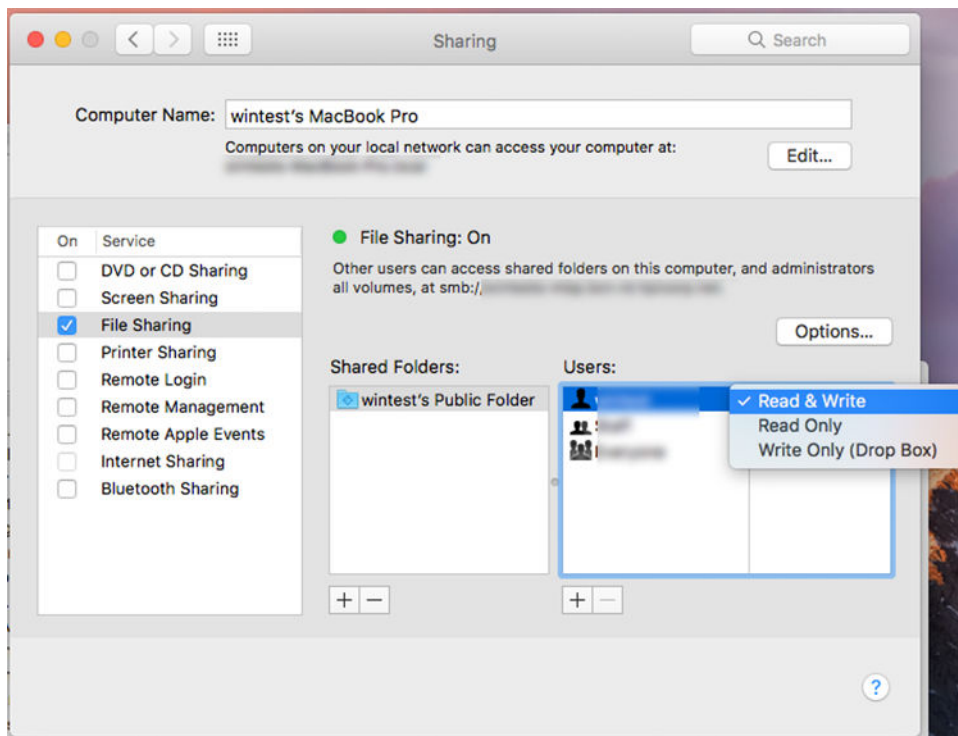 Sharing
Search
Computer Name: wintest's MacBook Pro
Computers on your local network can access your computer at:
Edit...
On Service
DVD or CD Sharing
Screen Sharing
File Sharing
Printer Sharing
Remote Login
Remote Management
Remote Apple Events
Internet Sharing
Bluetooth Sharing
File Sharing: On
Other users can access shared folders on this computer, and administrators
all volumes, at smb:/
Options...
Shared Folders:
wintest's Public Folder
Users:
✓ Read & Write
Read Only
Write Only (Drop Box)
+ −
+ −
?